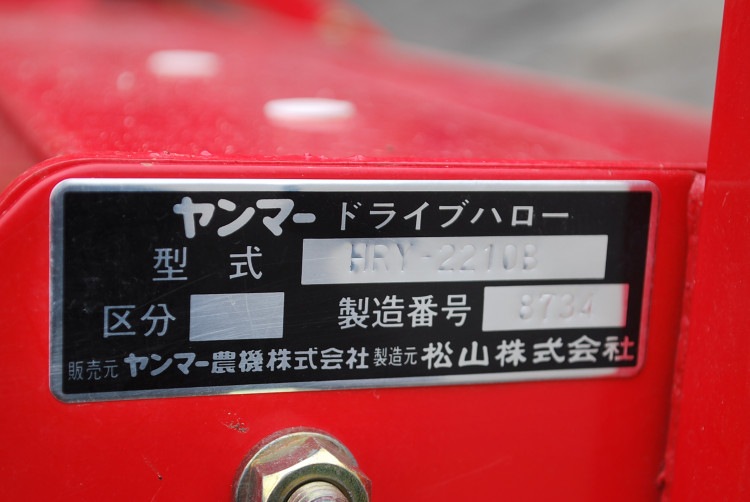 ヤンマー ドライブハロー
型式 HRY-2210B
区分 製造番号 8734
販売元 ヤンマー農機株式会社 製造元 松山株式会社